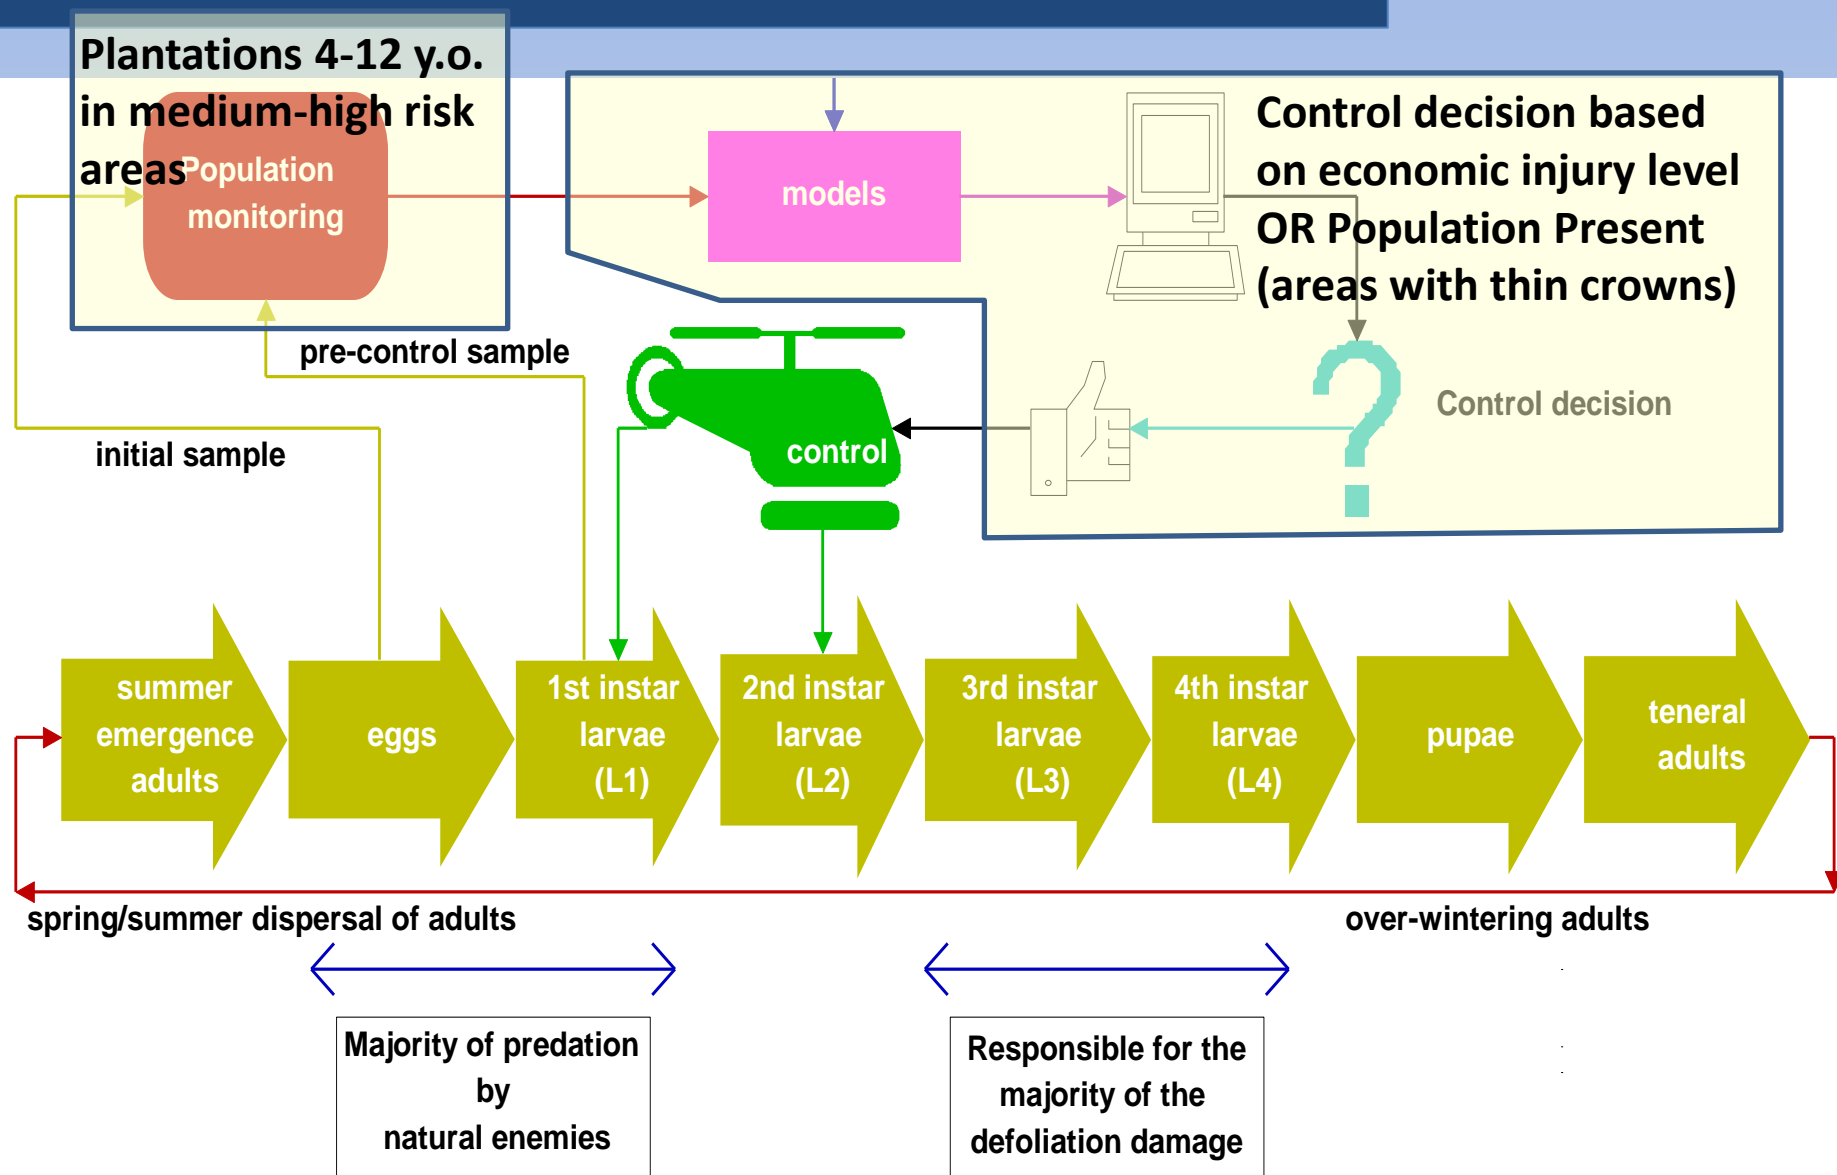 Plantations 4-12 y.o.
in medium-high risk
areas
Population
monitoring
models
Control decision based
on economic injury level
OR Population Present
(areas with thin crowns)
pre-control sample
Control decision
initial sample
control
summer
emergence
adults
eggs
1st instar
larvae
(L1)
2nd instar
larvae
(L2)
3rd instar
larvae
(L3)
4th instar
larvae
(L4)
pupae
teneral
adults
spring/summer dispersal of adults
over-wintering adults
Majority of predation
by
natural enemies
Responsible for the
majority of the
defoliation damage